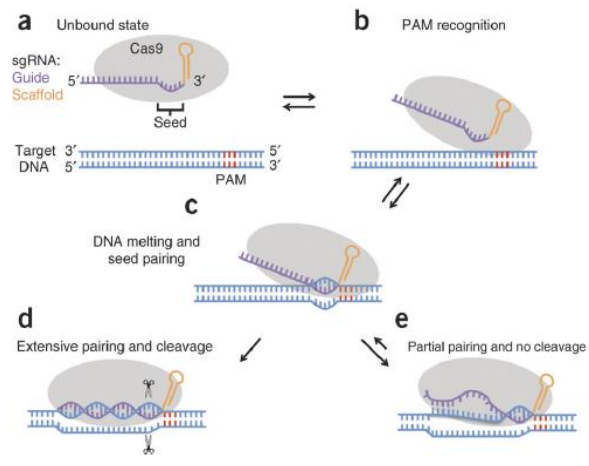 a Unbound state
Cas9
sgRNA:
Guide
Scaffold
5′ 3′
Seed
Target 3′ 5′
DNA 5′ 3′
PAM
b PAM recognition
c
DNA melting and
seed pairing
d
Extensive pairing and cleavage
e
Partial pairing and no cleavage